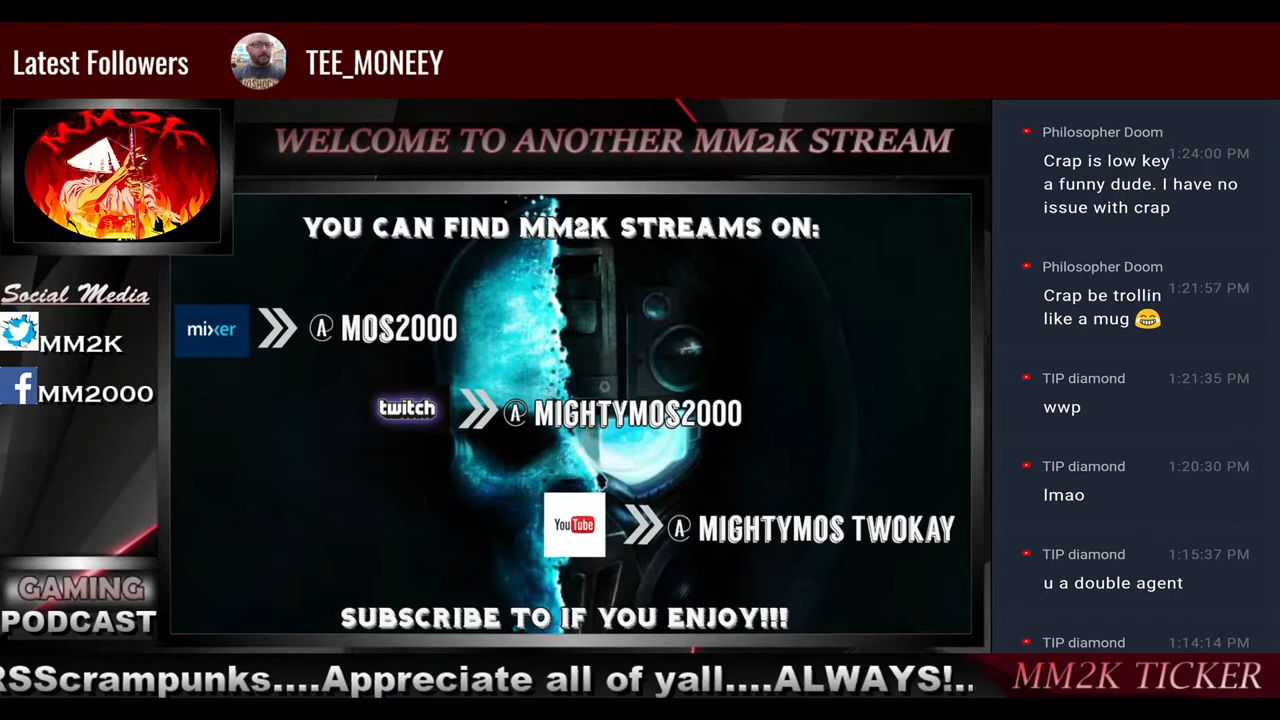 Latest Followers
TEE_MONEEY
MM2K
WELCOME TO ANOTHER MM2K STREAM
YOU CAN FIND MM2K STREAMS ON:
mixer
@ MOS2000
twitch
@ MIGHTYMOS2000
YouTube
@ MIGHTYMOS TWOKAY
SUBSCRIBE TO IF YOU ENJOY!!!
Social Media
MM2K
MM2000
GAMING
PODCAST
Philosopher Doom
1:24:00 PM
Crap is low key
a funny dude. I have no
issue with crap
Philosopher Doom
1:21:57 PM
Crap be trollin
like a mug 😂
TIP diamond 1:21:35 PM
wwp
TIP diamond 1:20:30 PM
lmao
TIP diamond 1:15:37 PM
u a double agent
TIP diamond 1:14:14 PM
RSScrampunks....Appreciate all of yall....ALWAYS!..
MM2K TICKER